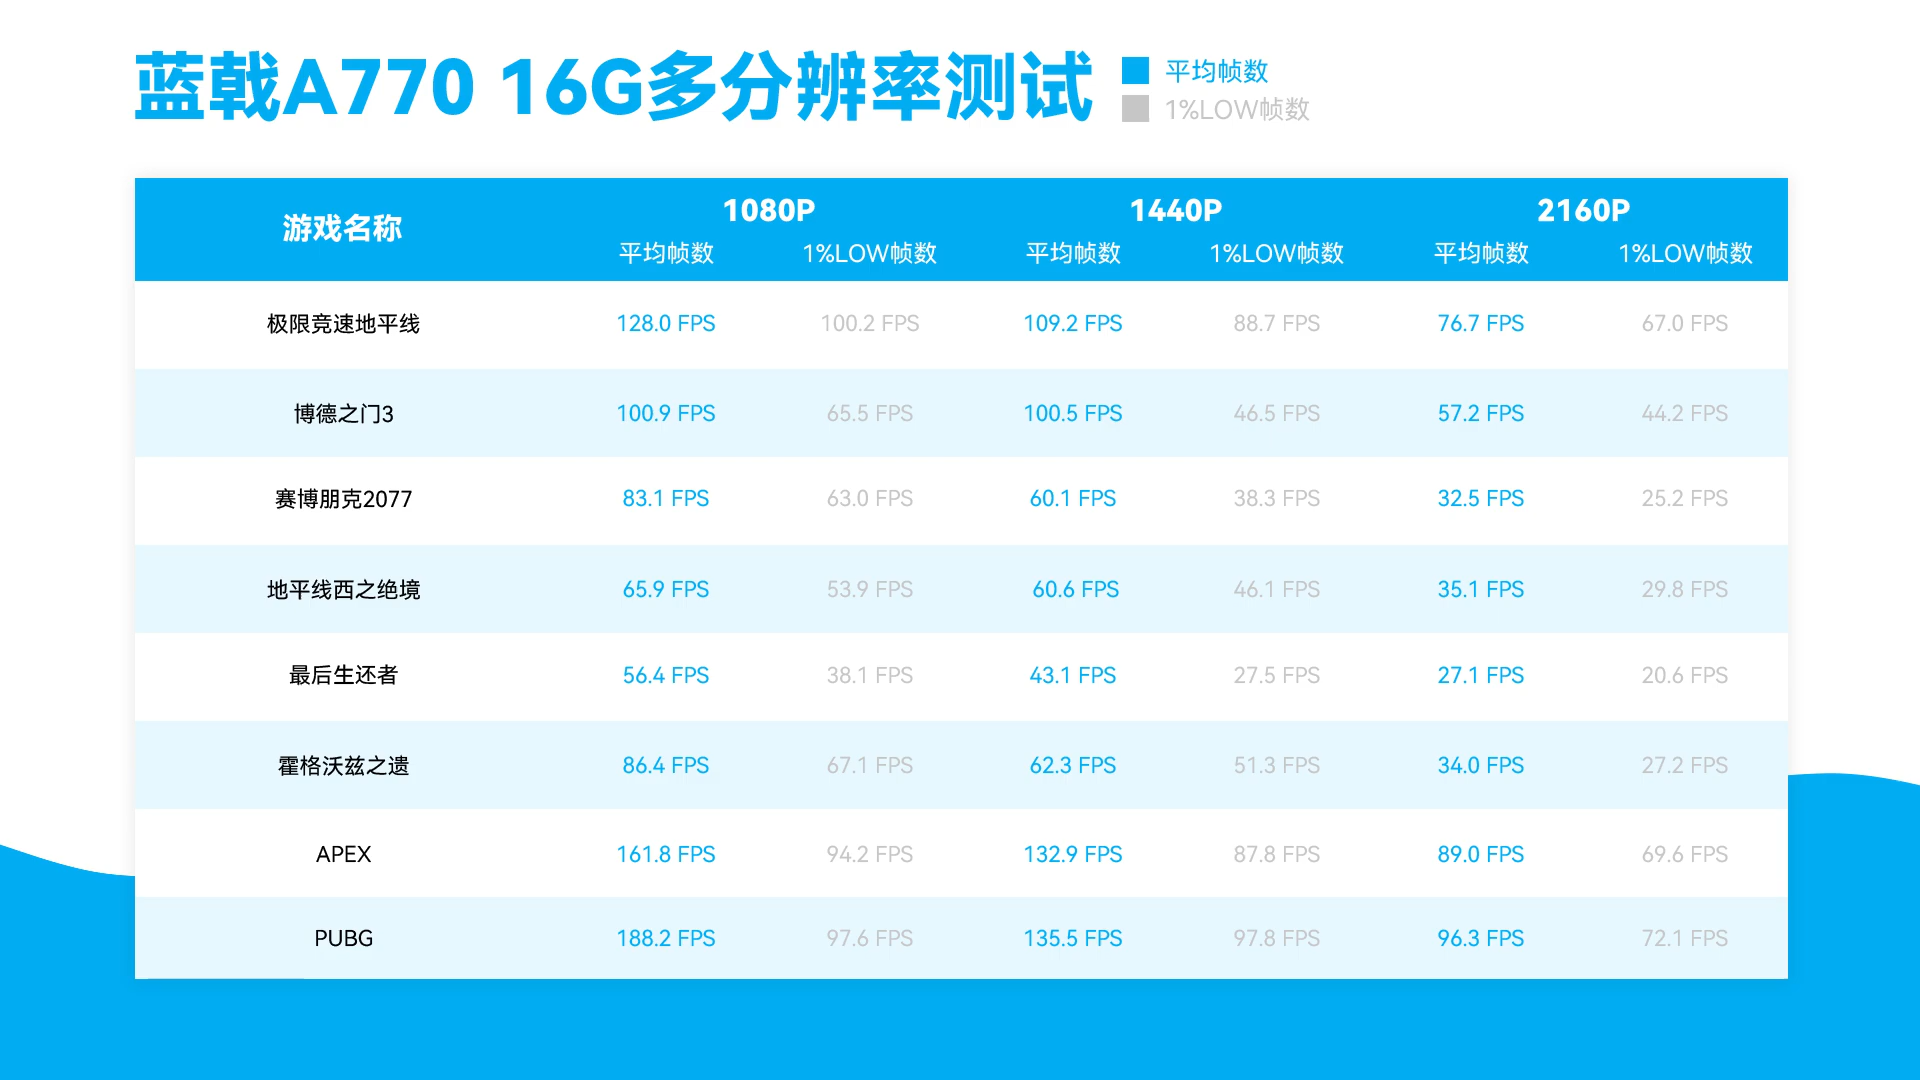 蓝戟A770 16G多分辨率测试
平均帧数
1%LOW帧数
游戏名称 1080P 1440P 2160P
平均帧数 1%LOW帧数 平均帧数 1%LOW帧数 平均帧数 1%LOW帧数
极限竞速地平线 128.0 FPS 100.2 FPS 109.2 FPS 88.7 FPS 76.7 FPS 67.0 FPS
博德之门3 100.9 FPS 65.5 FPS 100.5 FPS 46.5 FPS 57.2 FPS 44.2 FPS
赛博朋克2077 83.1 FPS 63.0 FPS 60.1 FPS 38.3 FPS 32.5 FPS 25.2 FPS
地平线西之绝境 65.9 FPS 53.9 FPS 60.6 FPS 46.1 FPS 35.1 FPS 29.8 FPS
最后生还者 56.4 FPS 38.1 FPS 43.1 FPS 27.5 FPS 27.1 FPS 20.6 FPS
霍格沃兹之遗 86.4 FPS 67.1 FPS 62.3 FPS 51.3 FPS 34.0 FPS 27.2 FPS
APEX 161.8 FPS 94.2 FPS 132.9 FPS 87.8 FPS 89.0 FPS 69.6 FPS
PUBG 188.2 FPS 97.6 FPS 135.5 FPS 97.8 FPS 96.3 FPS 72.1 FPS